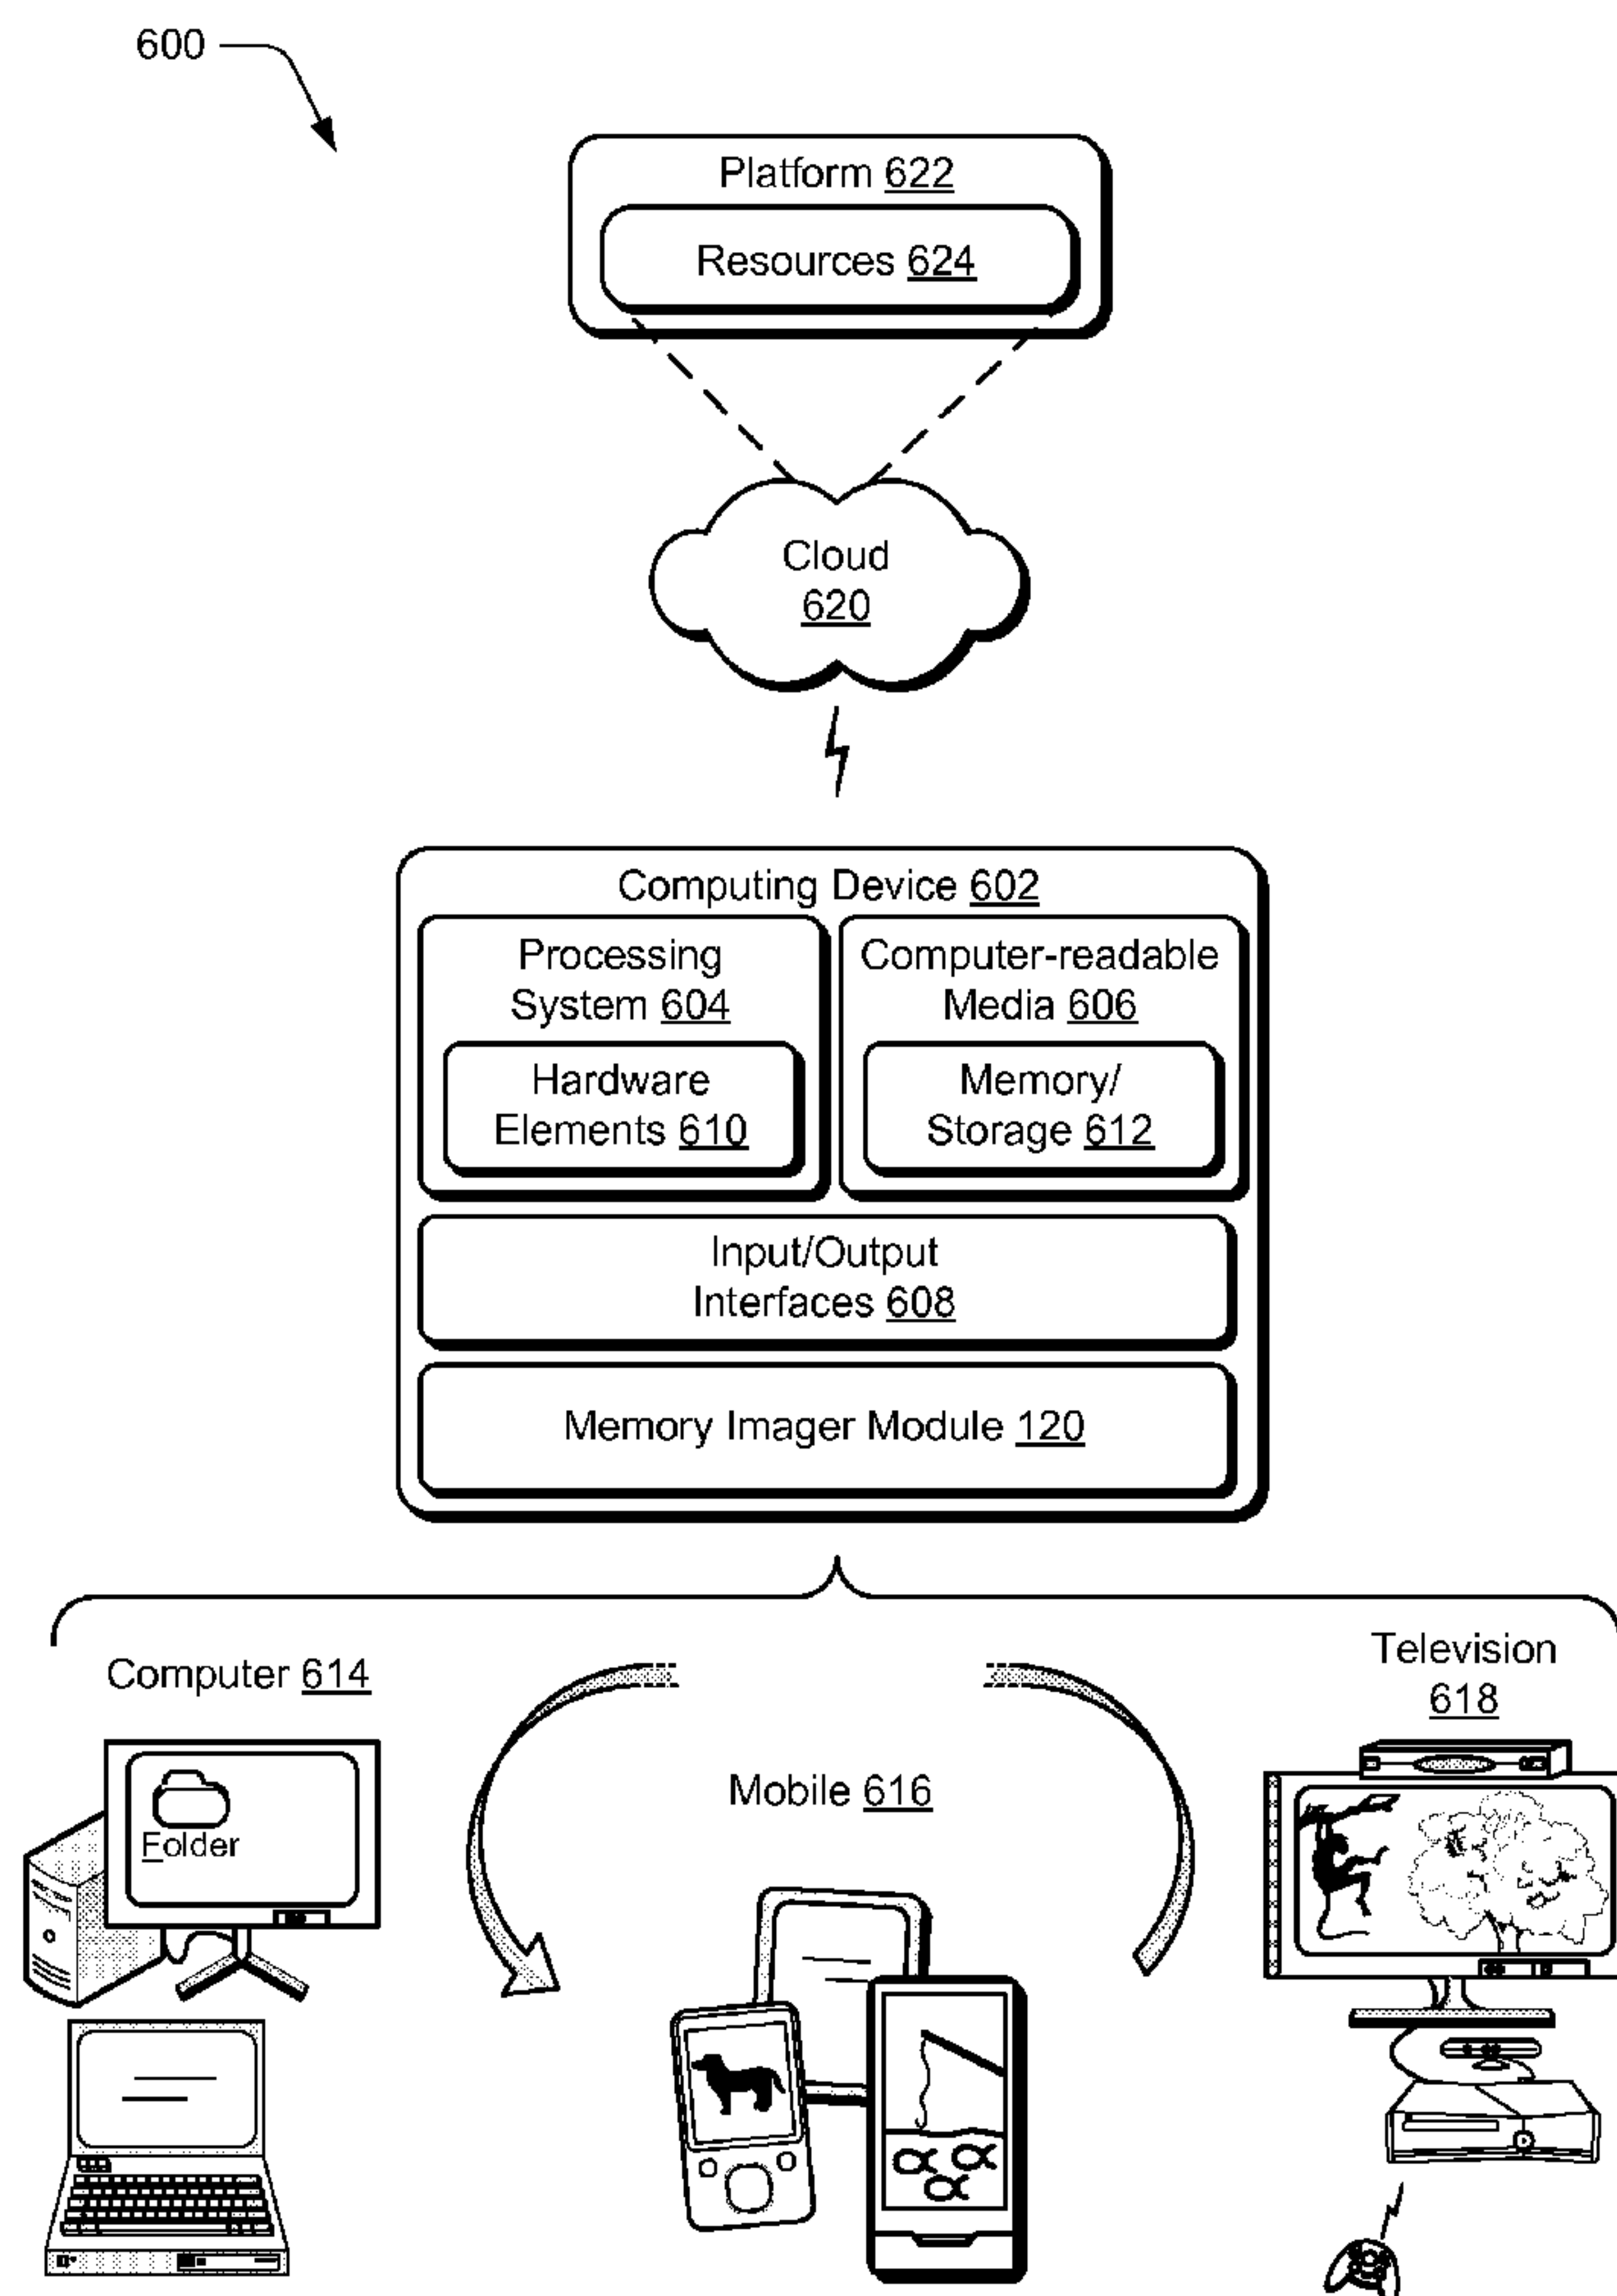 600
Platform 622
Resources 624
Cloud
620
Computing Device 602
Processing
System 604
Hardware
Elements 610
Computer-readable
Media 606
Memory/
Storage 612
Input/Output
Interfaces 608
Memory Imager Module 120
Computer 614
Folder
Mobile 616
Television
618